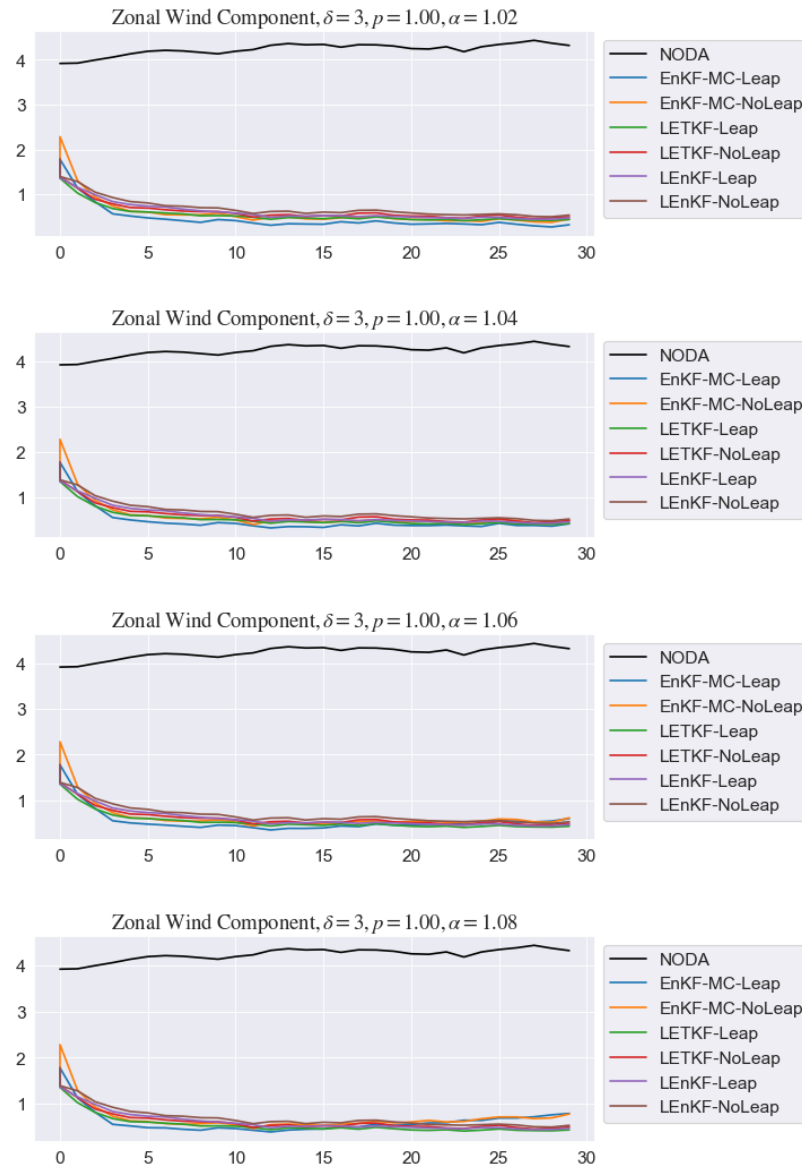 Zonal Wind Component, δ = 3, p = 1.00, α = 1.02
4
3
2
1
0 5 10 15 20 25 30
NODA
EnKF-MC-Leap
EnKF-MC-NoLeap
LETKF-Leap
LETKF-NoLeap
LEnKF-Leap
LEnKF-NoLeap
Zonal Wind Component, δ = 3, p = 1.00, α = 1.04
4
3
2
1
0 5 10 15 20 25 30
NODA
EnKF-MC-Leap
EnKF-MC-NoLeap
LETKF-Leap
LETKF-NoLeap
LEnKF-Leap
LEnKF-NoLeap
Zonal Wind Component, δ = 3, p = 1.00, α = 1.06
4
3
2
1
0 5 10 15 20 25 30
NODA
EnKF-MC-Leap
EnKF-MC-NoLeap
LETKF-Leap
LETKF-NoLeap
LEnKF-Leap
LEnKF-NoLeap
Zonal Wind Component, δ = 3, p = 1.00, α = 1.08
4
3
2
1
0 5 10 15 20 25 30
NODA
EnKF-MC-Leap
EnKF-MC-NoLeap
LETKF-Leap
LETKF-NoLeap
LEnKF-Leap
LEnKF-NoLeap